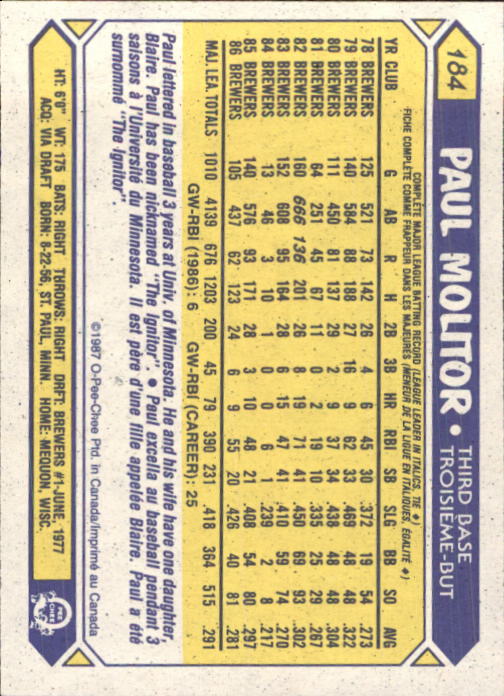 184
PAUL MOLITOR • THIRD BASE
TROISIÈME-BUT
COMPLETE MAJOR LEAGUE BATTING RECORD (LEAGUE LEADER IN ITALICS, TIE ♦)
FICHE COMPLÈTE COMME FRAPPEUR DANS LES MAJEURES (MENEUR DE LA LIGUE EN ITALIQUES, ÉGALITÉ ♦)
YR CLUB G AB R H 2B 3B HR RBI SB SLG BB SO AVG
78 BREWERS 125 521 73 142 26 4 6 45 30 .372 19 54 .273
79 BREWERS 140 584 88 188 27 16 9 62 33 .469 48 48 .322
80 BREWERS 111 450 81 137 29 2 9 37 34 .438 48 48 .304
81 BREWERS 64 251 45 67 11 0 2 19 10 .335 25 29 .267
82 BREWERS 160 666 136 201 26 8 19 71 41 .450 69 93 .302
83 BREWERS 152 608 95 164 28 6 15 47 41 .410 59 74 .270
84 BREWERS 13 46 3 10 1 0 0 6 1 .239 2 8 .217
85 BREWERS 140 576 93 171 28 3 10 48 21 .408 54 80 .297
86 BREWERS 105 437 62 123 24 6 9 55 20 .426 40 81 .281
MAJ. LEA. TOTALS 1010 4139 676 1203 200 45 79 390 231 .418 364 515 .291
GW-RBI (1986): 6 GW-RBI (CAREER): 25
Paul lettered in baseball 3 years at Univ. of Minnesota. He and his wife have one daughter,
Blaire. Paul has been nicknamed "The Ignitor". • Paul excella au baseball pendant 3
saisons à l'Université du Minnesota. Il est père d'une fille appelée Blaire. Paul a été
surnommé "The Ignitor".
©1987 O-Pee-Chee Ptd. in Canada/Imprimé au Canada
HT: 6'0" WT: 175 BATS: RIGHT THROWS: RIGHT DRFT: BREWERS #1-JUNE 1977
ACQ: VIA DRAFT BORN: 8-22-56, ST. PAUL, MINN. HOME: MEQUON, WISC.
O
PEE
CHEE